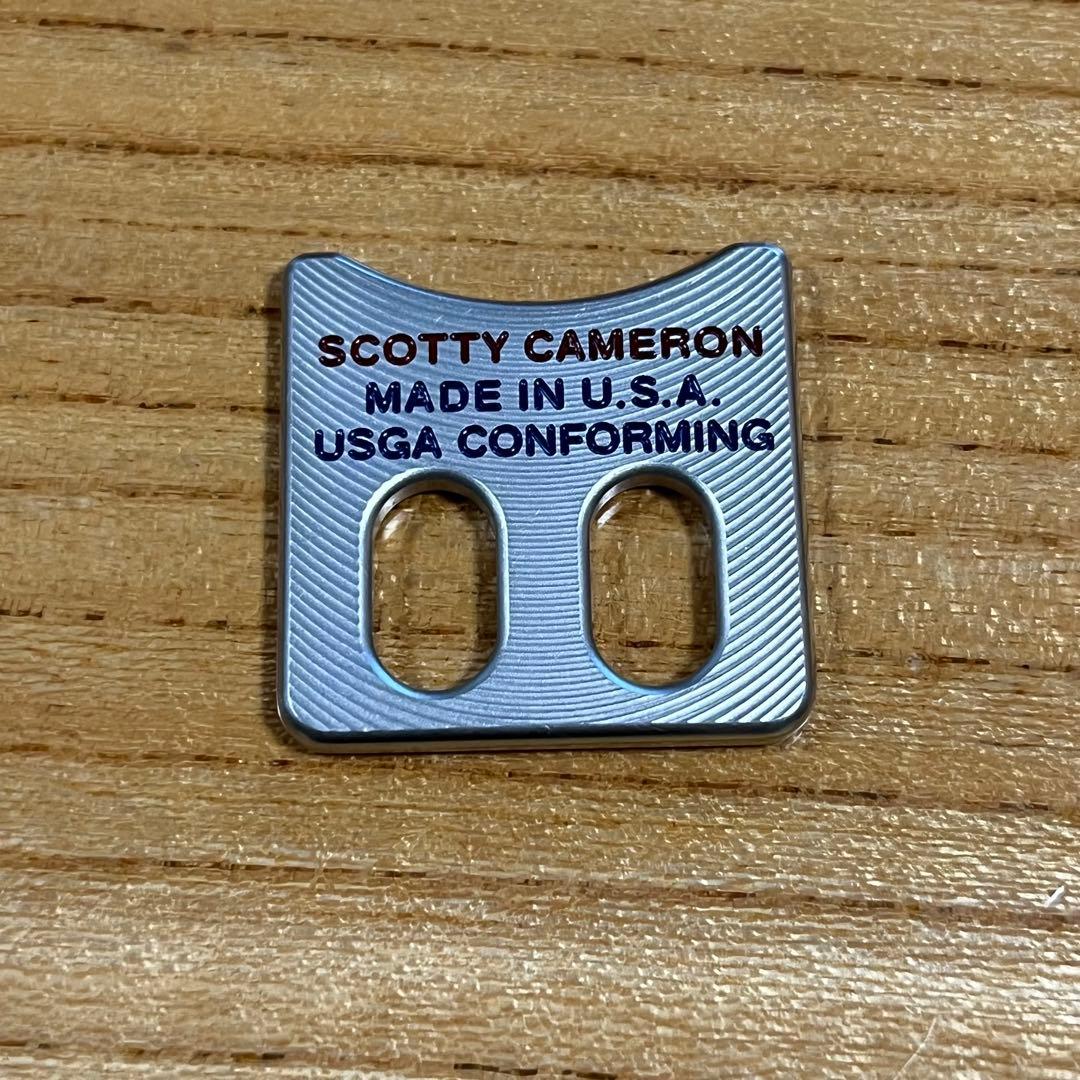 SCOTTY CAMERON
MADE IN U.S.A.
USGA CONFORMING